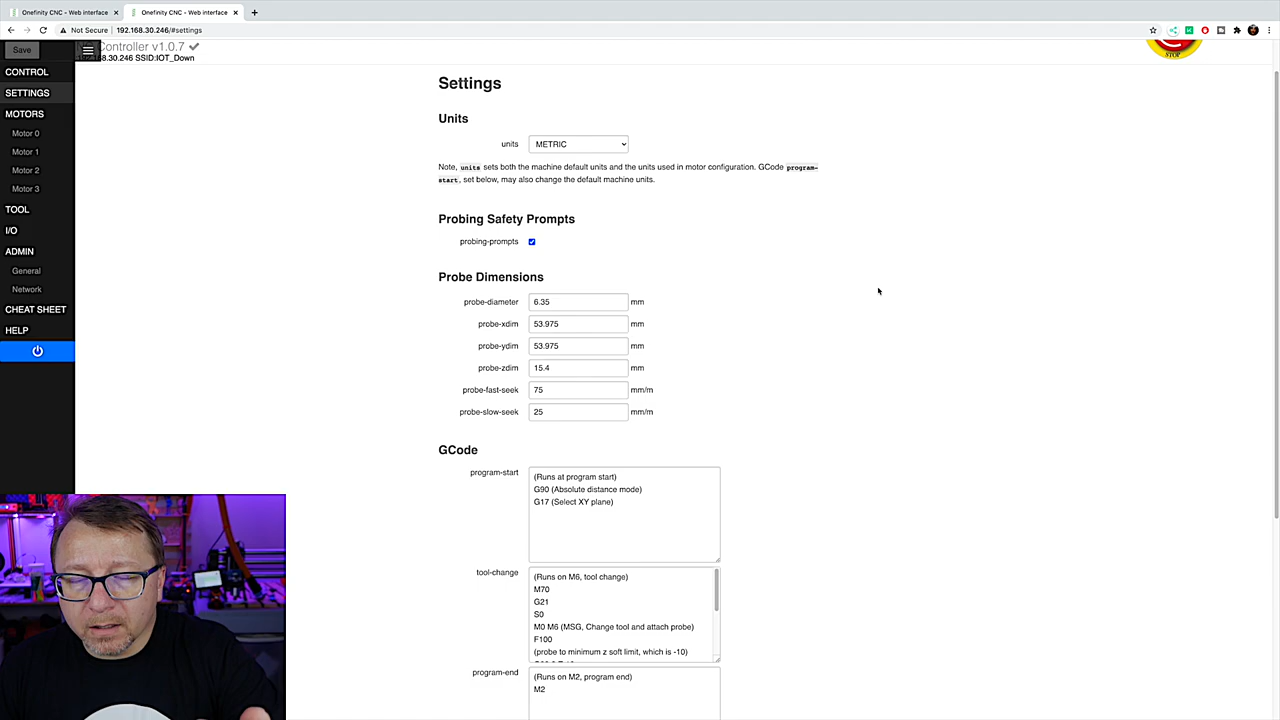 Onefinity CNC - Web interface
Onefinity CNC - Web interface
Not Secure
192.168.30.246/#settings
Save
Controller v1.0.7
.30.246 SSID:IOT_Down
STOP
CONTROL
SETTINGS
MOTORS
Motor 0
Motor 1
Motor 2
Motor 3
TOOL
I/O
ADMIN
General
Network
CHEAT SHEET
HELP
Settings
Units
units METRIC
Note, units sets both the machine default units and the units used in motor configuration. GCode program-
start, set below, may also change the default machine units.
Probing Safety Prompts
probing-prompts
Probe Dimensions
probe-diameter 6.35 mm
probe-xdim 53.975 mm
probe-ydim 53.975 mm
probe-zdim 15.4 mm
probe-fast-seek 75 mm/m
probe-slow-seek 25 mm/m
GCode
program-start
(Runs at program start)
G90 (Absolute distance mode)
G17 (Select XY plane)
tool-change
(Runs on M6, tool change)
M70
G21
S0
M0 M6 (MSG, Change tool and attach probe)
F100
(probe to minimum z soft limit, which is -10)
program-end
(Runs on M2, program end)
M2